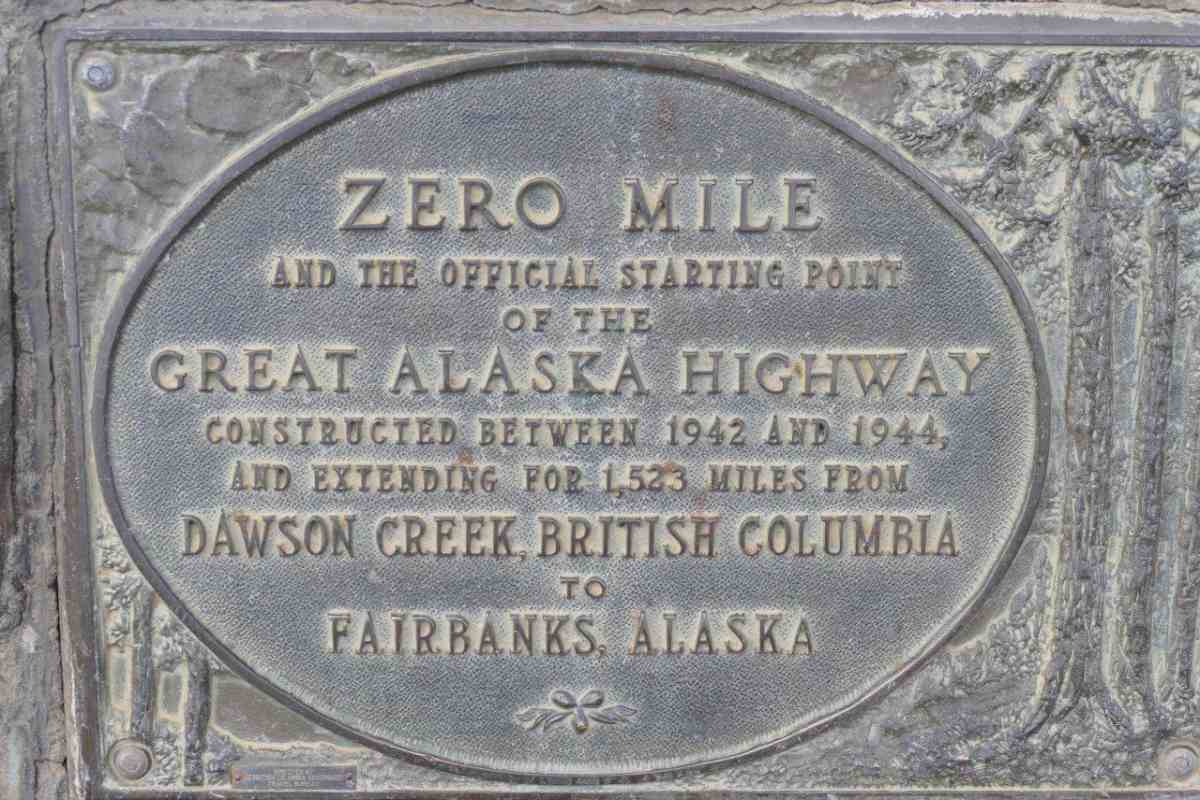 ZERO MILE
AND THE OFFICIAL STARTING POINT
OF THE
GREAT ALASKA HIGHWAY
CONSTRUCTED BETWEEN 1942 AND 1944,
AND EXTENDING FOR 1,523 MILES FROM
DAWSON CREEK, BRITISH COLUMBIA
TO
FAIRBANKS, ALASKA